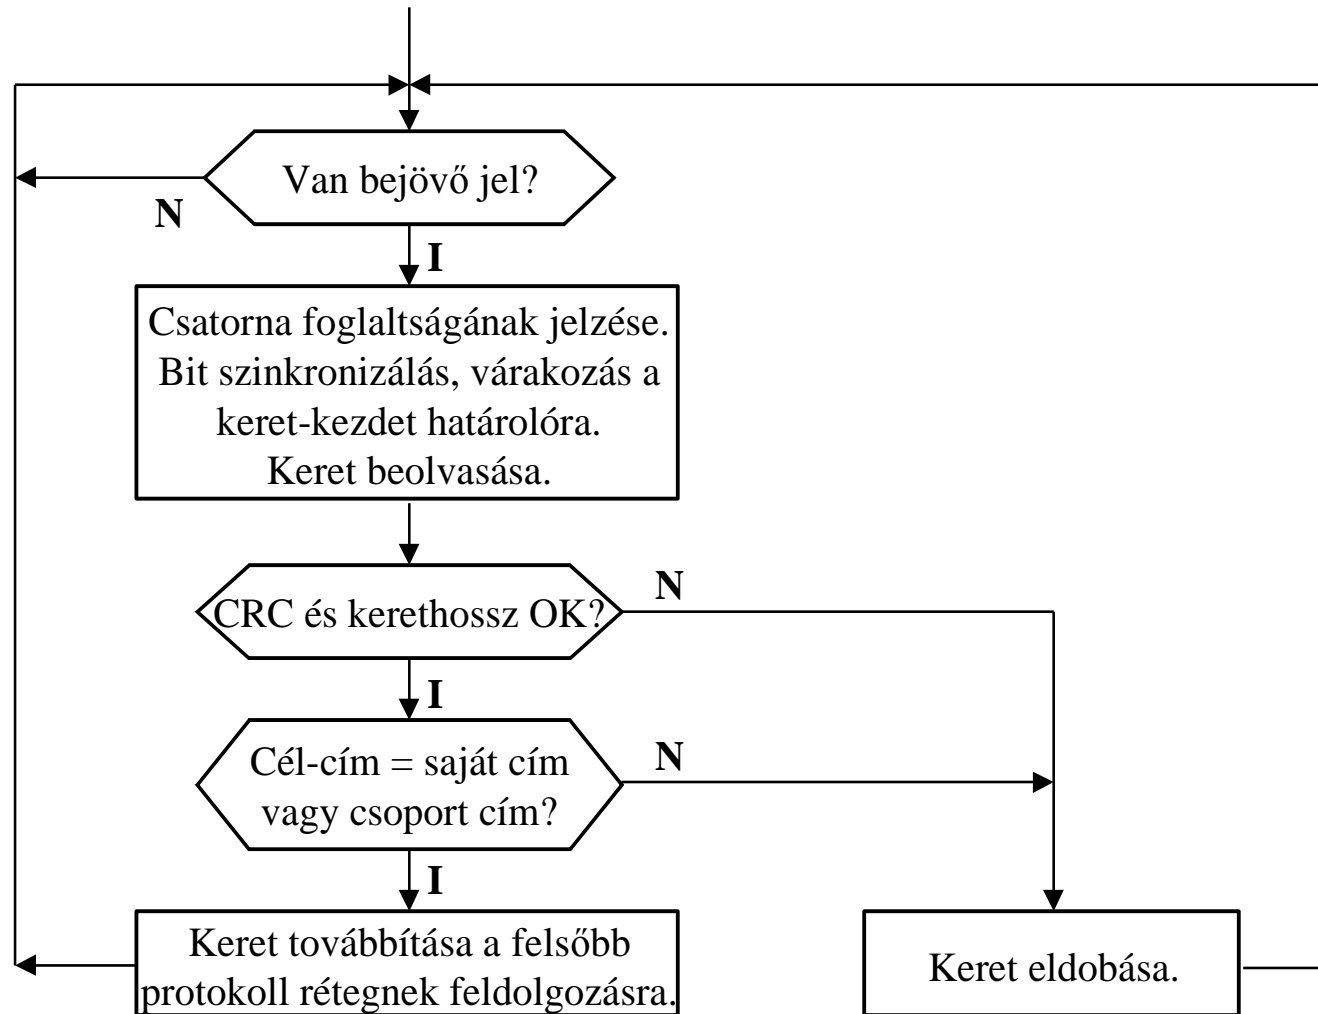 Van bejövő jel?
N
I
Csatorna foglaltságának jelzése.
Bit szinkronizálás, várakozás a
keret-kezdet határolóra.
Keret beolvasása.
CRC és kerethossz OK?
N
I
Cél-cím = saját cím
vagy csoport cím?
N
I
Keret továbbítása a felsőbb
protokoll rétegnek feldolgozásra.
Keret eldobása.